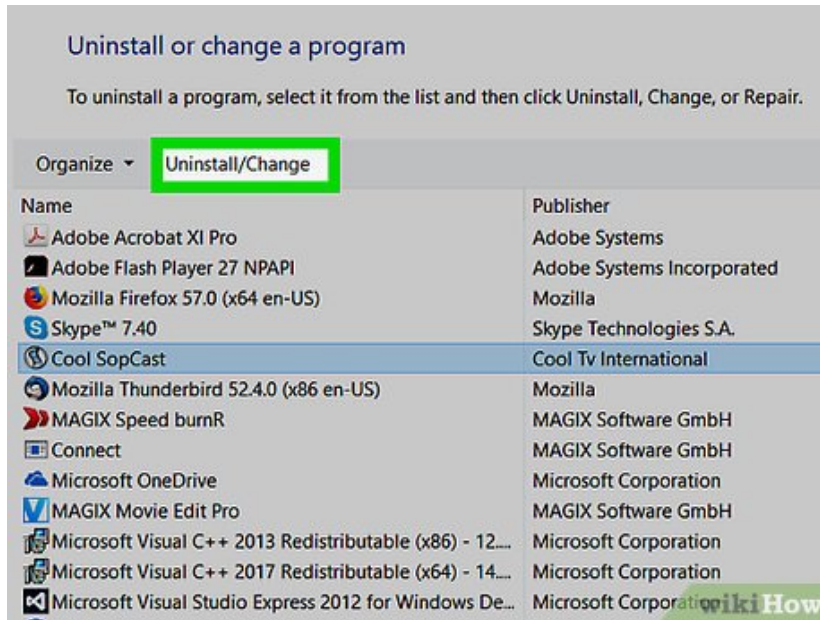 Uninstall or change a program
To uninstall a program, select it from the list and then click Uninstall, Change, or Repair.
Organize Uninstall/Change
Name Publisher
Adobe Acrobat XI Pro Adobe Systems
Adobe Flash Player 27 NPAPI Adobe Systems Incorporated
Mozilla Firefox 57.0 (x64 en-US) Mozilla
Skype™ 7.40 Skype Technologies S.A.
Cool SopCast Cool Tv International
Mozilla Thunderbird 52.4.0 (x86 en-US) Mozilla
MAGIX Speed burnR MAGIX Software GmbH
Connect MAGIX Software GmbH
Microsoft OneDrive Microsoft Corporation
MAGIX Movie Edit Pro MAGIX Software GmbH
Microsoft Visual C++ 2013 Redistributable (x86) - 12.... Microsoft Corporation
Microsoft Visual C++ 2017 Redistributable (x64) - 14.... Microsoft Corporation
Microsoft Visual Studio Express 2012 for Windows De... Microsoft Corporation
wikiHow